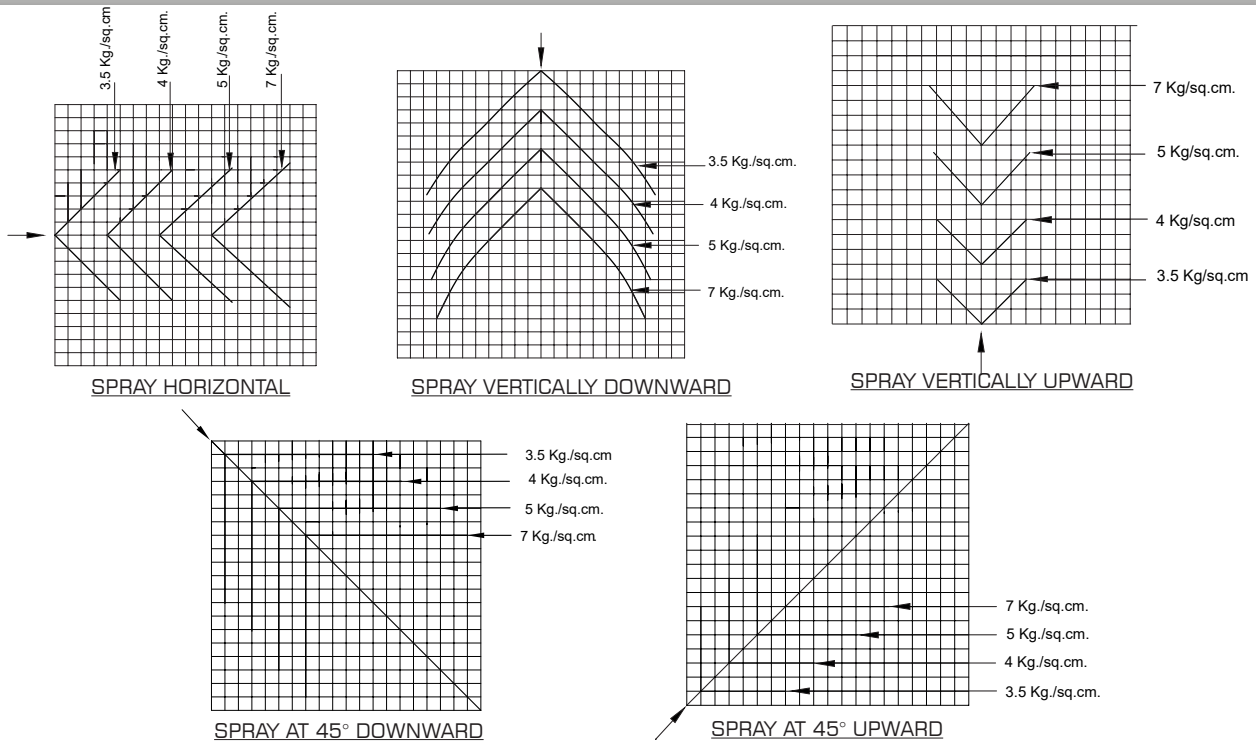 3.5 Kg./sq.cm
4 Kg./sq.cm.
5 Kg./sq.cm.
7 Kg./sq.cm.
SPRAY HORIZONTAL
3.5 Kg./sq.cm.
4 Kg./sq.cm.
5 Kg./sq.cm.
7 Kg./sq.cm.
SPRAY VERTICALLY DOWNWARD
7 Kg/sq.cm.
5 Kg/sq.cm.
4 Kg/sq.cm
3.5 Kg/sq.cm
SPRAY VERTICALLY UPWARD
3.5 Kg./sq.cm
4 Kg./sq.cm.
5 Kg./sq.cm.
7 Kg./sq.cm.
SPRAY AT 45° DOWNWARD
7 Kg./sq.cm.
5 Kg./sq.cm.
4 Kg./sq.cm.
3.5 Kg./sq.cm.
SPRAY AT 45° UPWARD